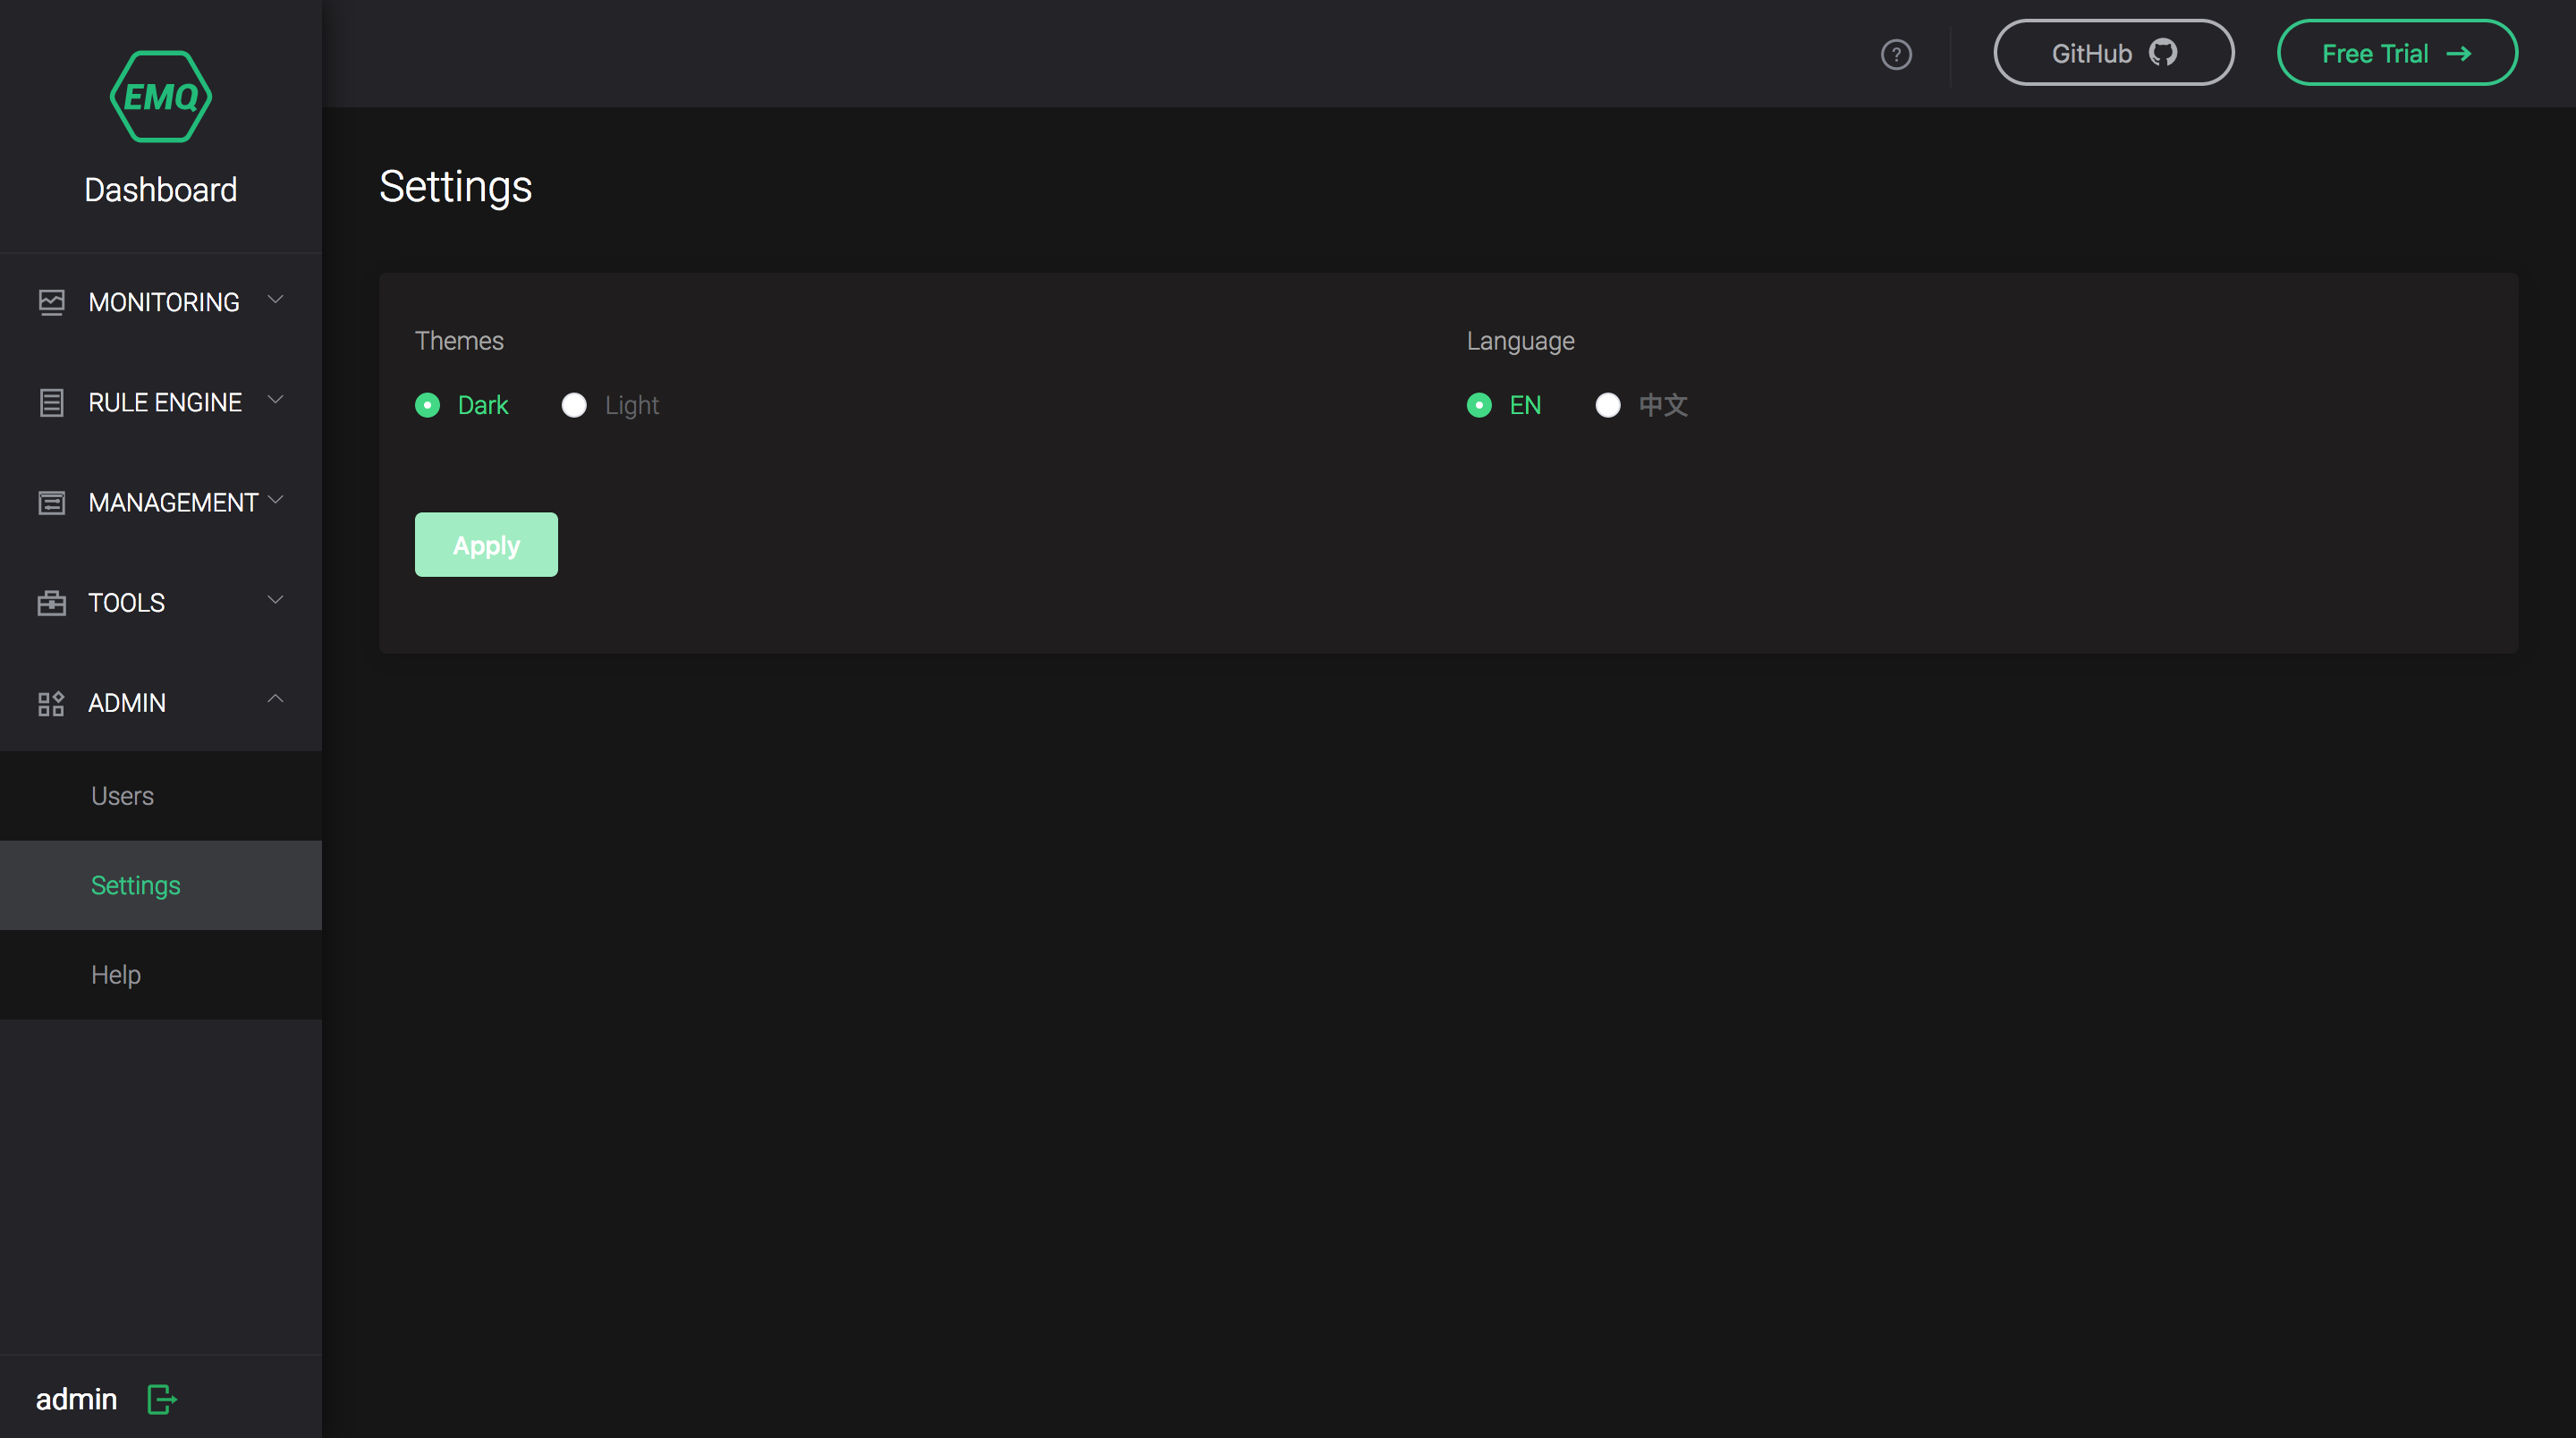 EMQ
Dashboard
MONITORING
RULE ENGINE
MANAGEMENT
TOOLS
ADMIN
Users
Settings
Help
admin
? GitHub Free Trial →
Settings
Themes
Dark Light
Language
EN 中文
Apply